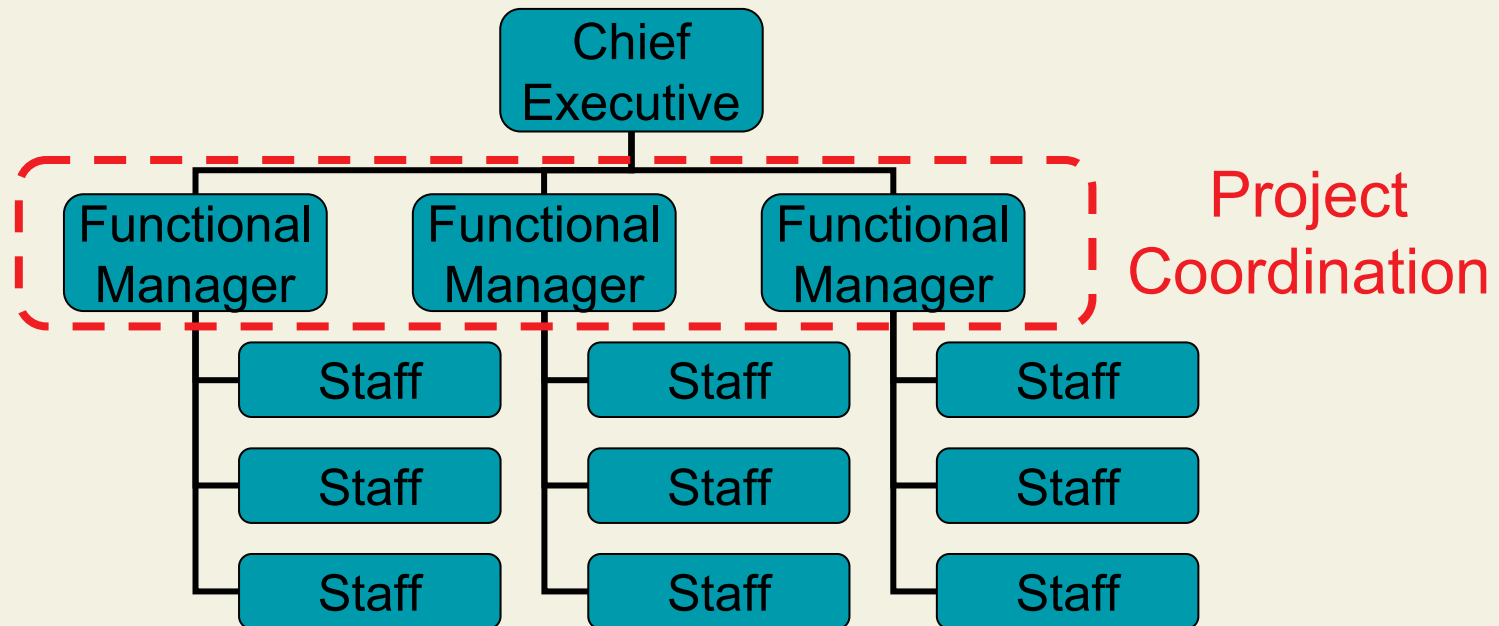 Chief
Executive
Functional
Manager
Functional
Manager
Functional
Manager
Project
Coordination
Staff
Staff
Staff
Staff
Staff
Staff
Staff
Staff
Staff